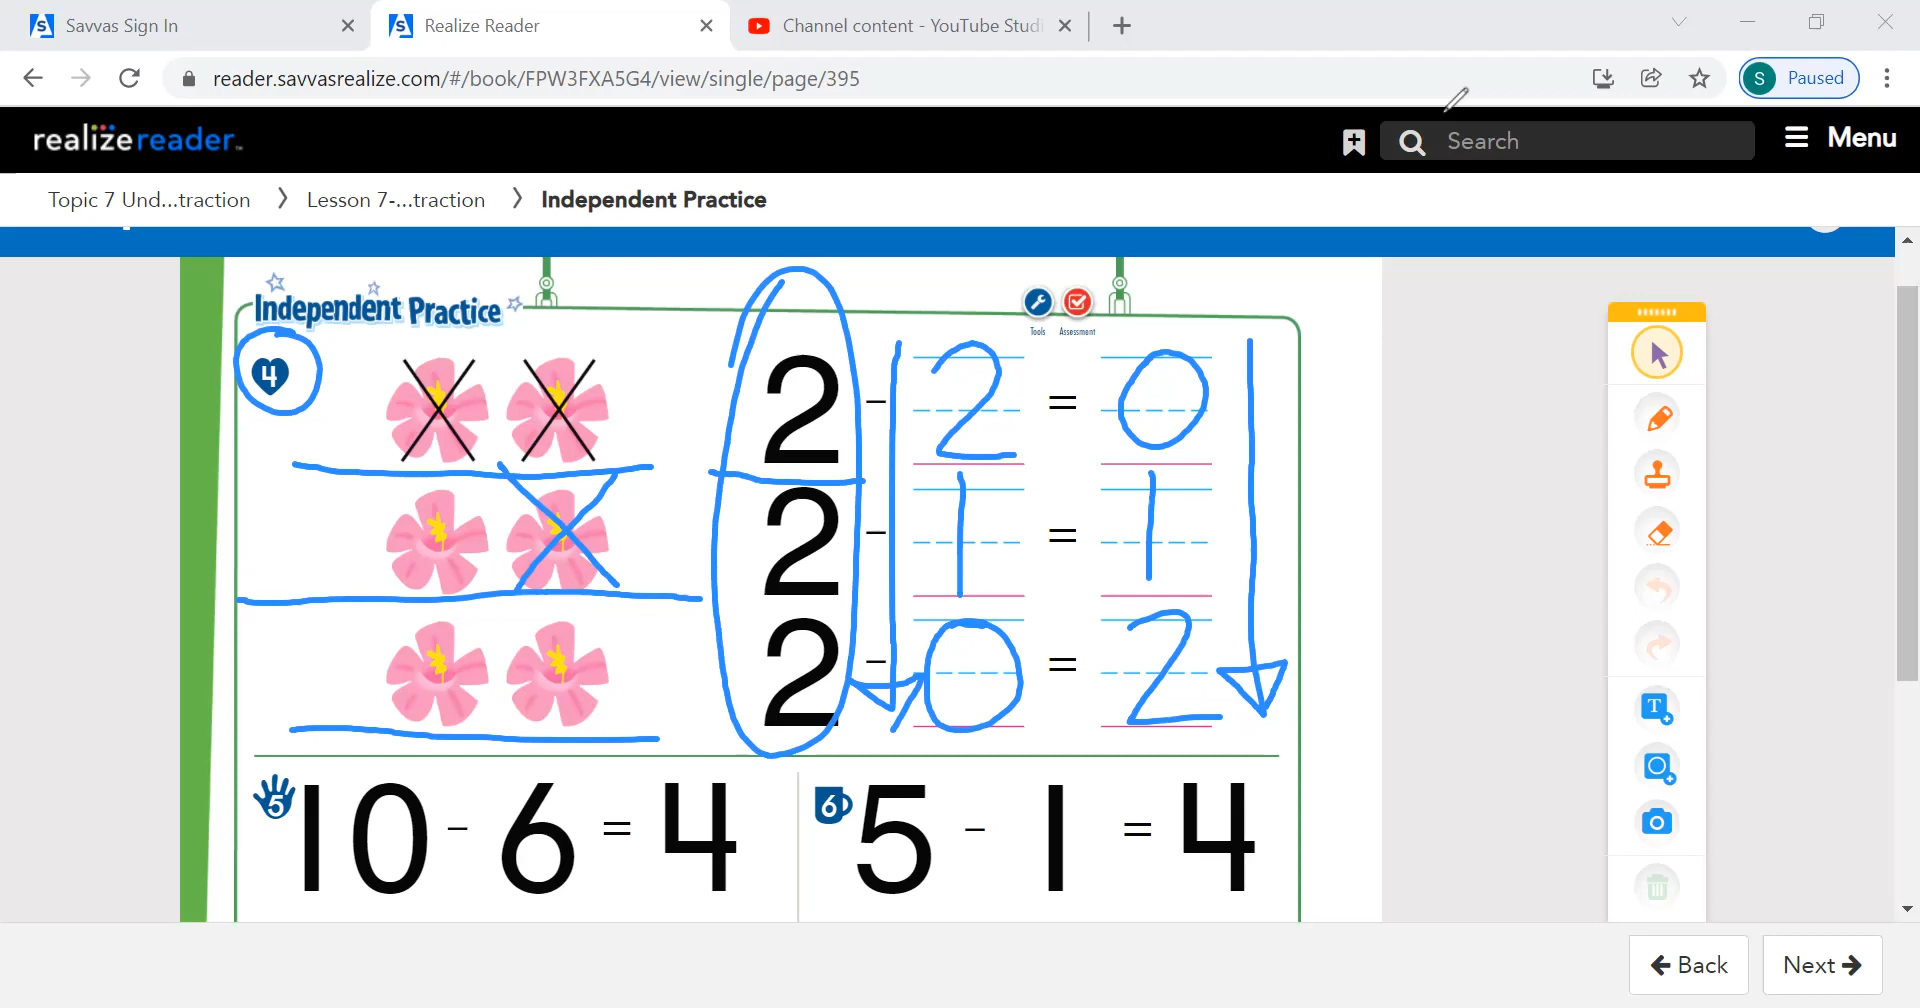 Savvas Sign In
Realize Reader
Channel content - YouTube Studi
reader.savvasrealize.com/#/book/FPW3FXA5G4/view/single/page/395
S Paused
realizereader
Search
Menu
Topic 7 Und...traction
Lesson 7-...traction
Independent Practice
Independent Practice
Tools Assessment
4
2 - 2 = 0
2 - 1 = 1
2 - 0 = 2
5 10 - 6 = 4
6 5 - 1 = 4
T
Back
Next